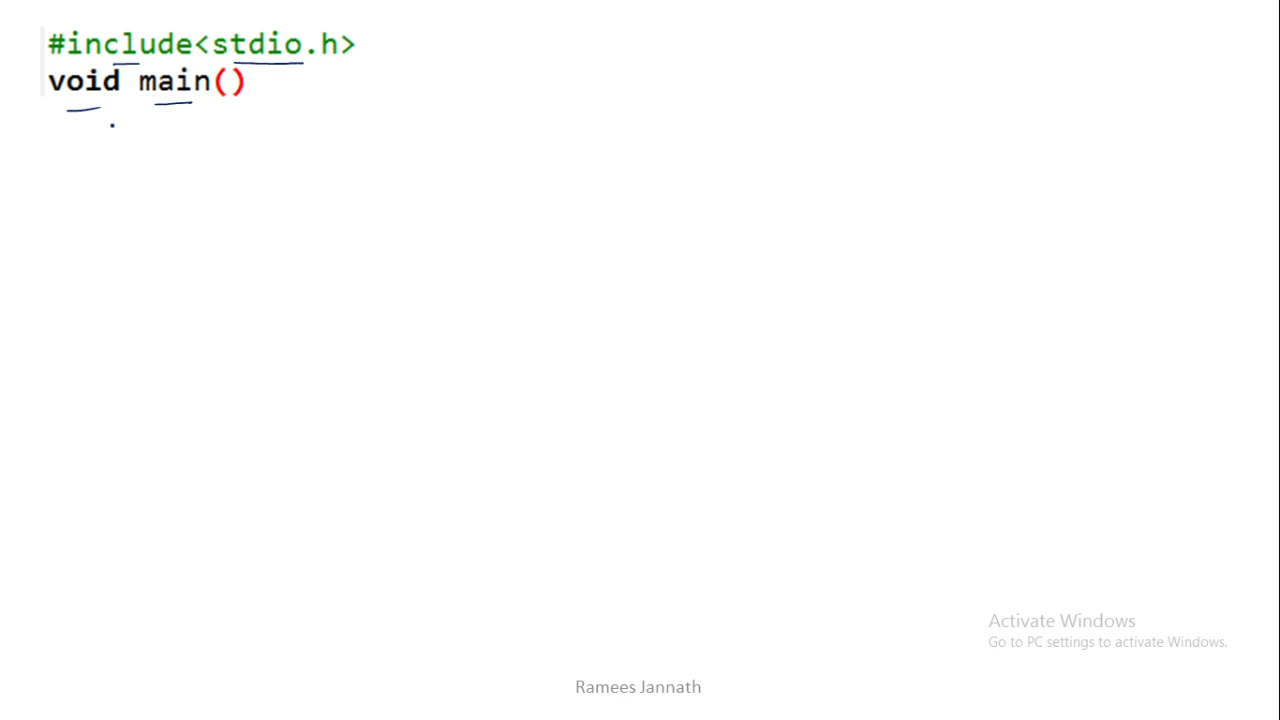 #include<stdio.h>
void main()
Activate Windows
Go to PC settings to activate Windows.
Ramees Jannath